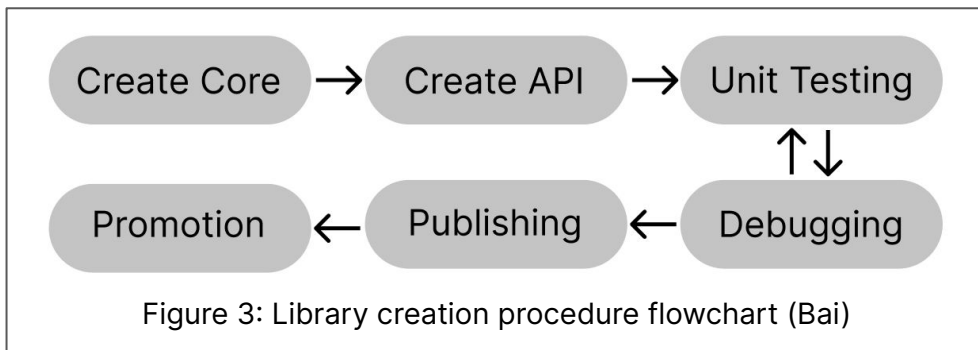 Create Core
Create API
Unit Testing
Promotion
Publishing
Debugging
Figure 3: Library creation procedure flowchart (Bai)